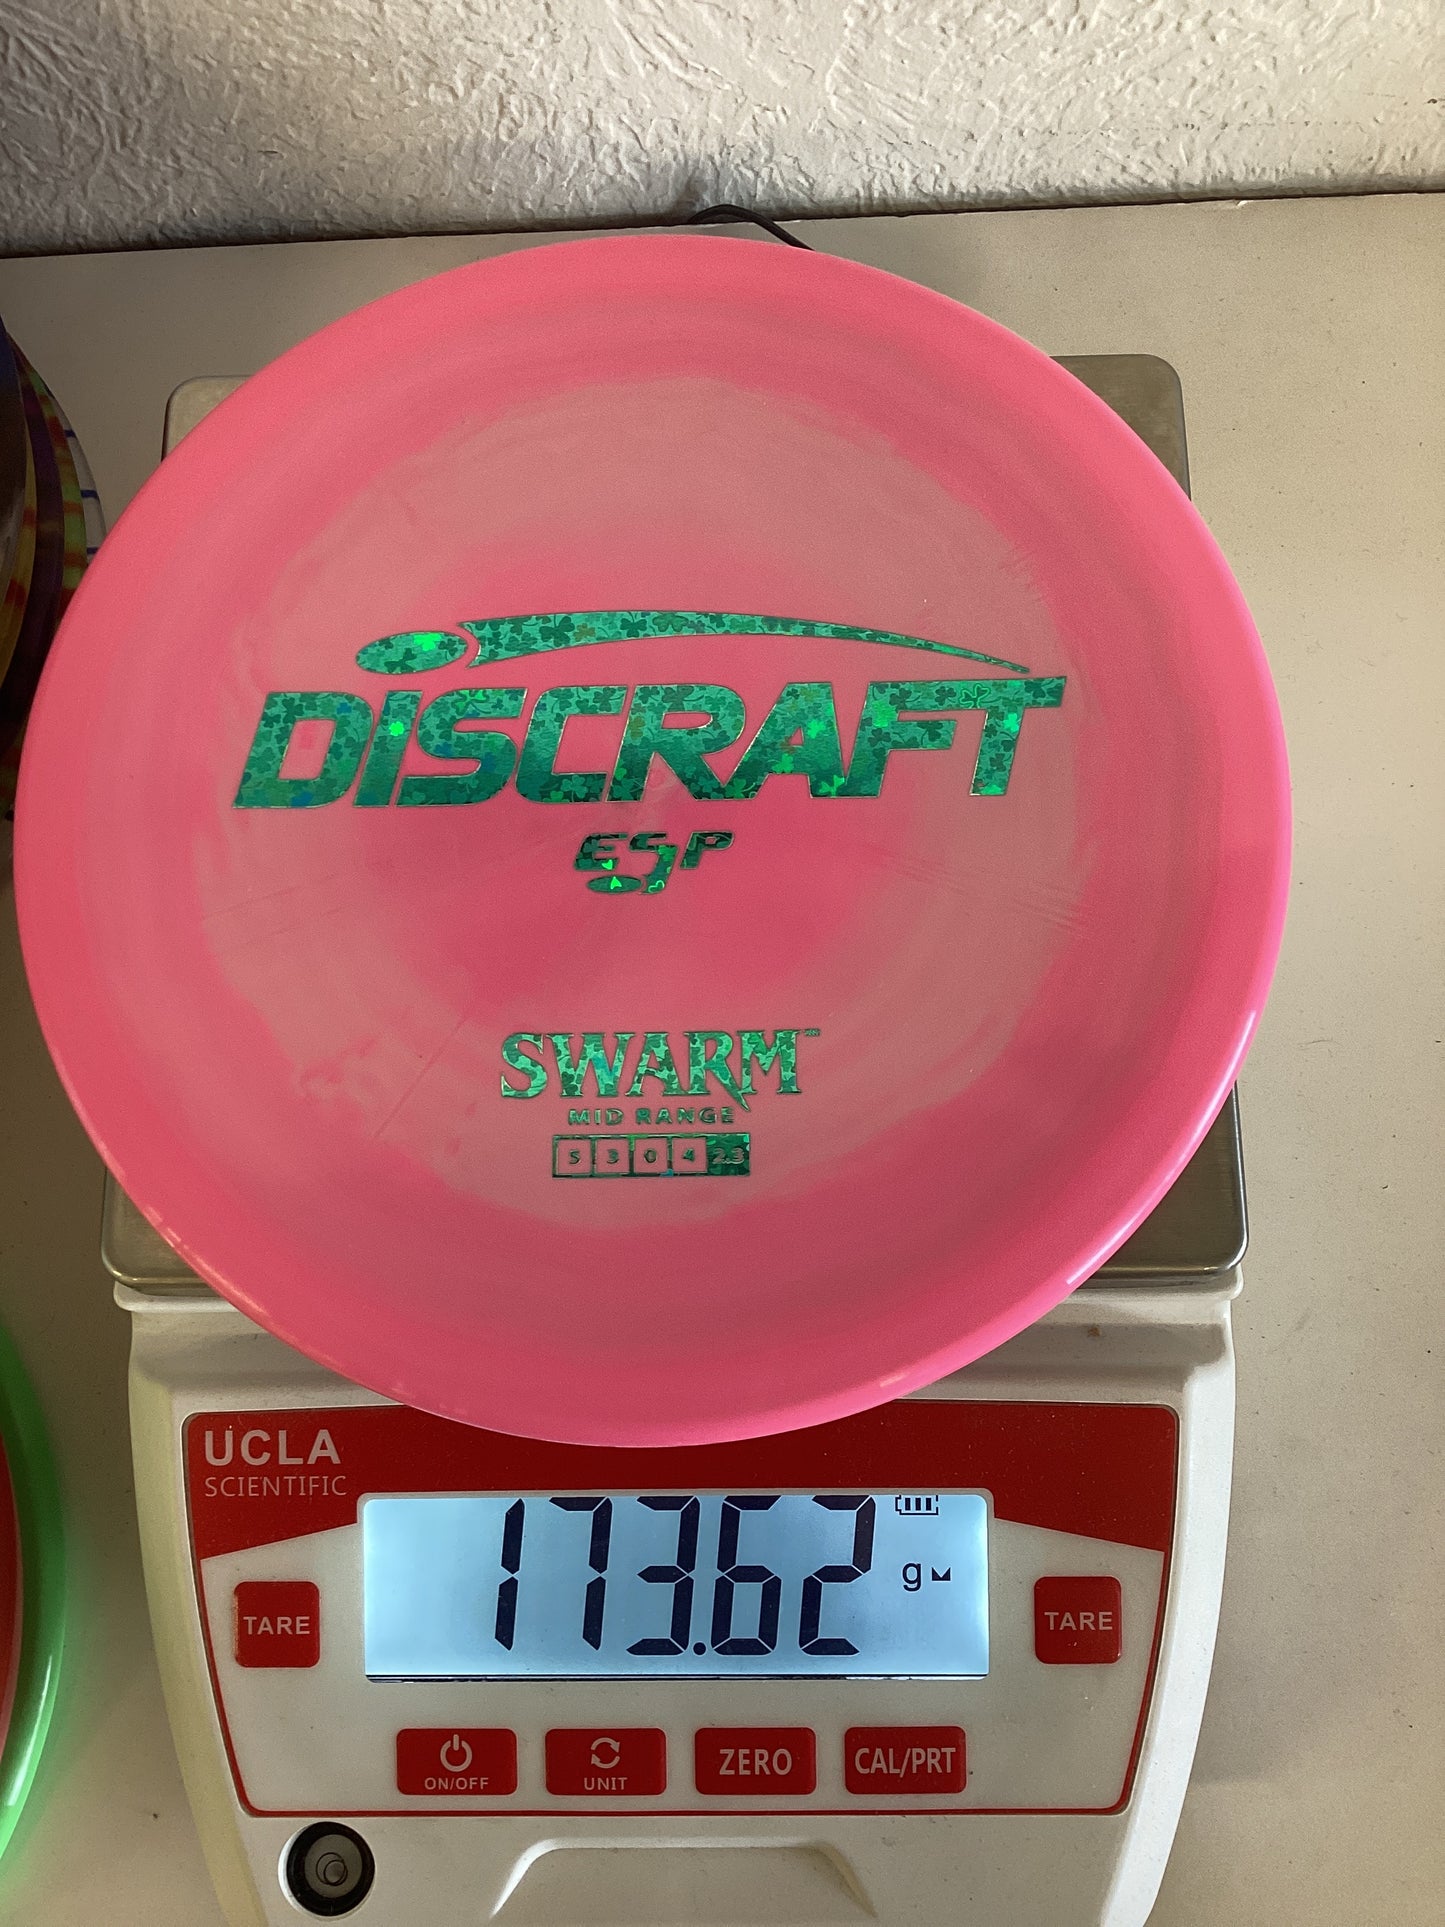 DISCRAFT
ESP
SWARM™
MID RANGE
5 3 0 4 2.3
UCLA
SCIENTIFIC
173.62 g
TARE
TARE
ON/OFF
UNIT
ZERO
CAL/PRT